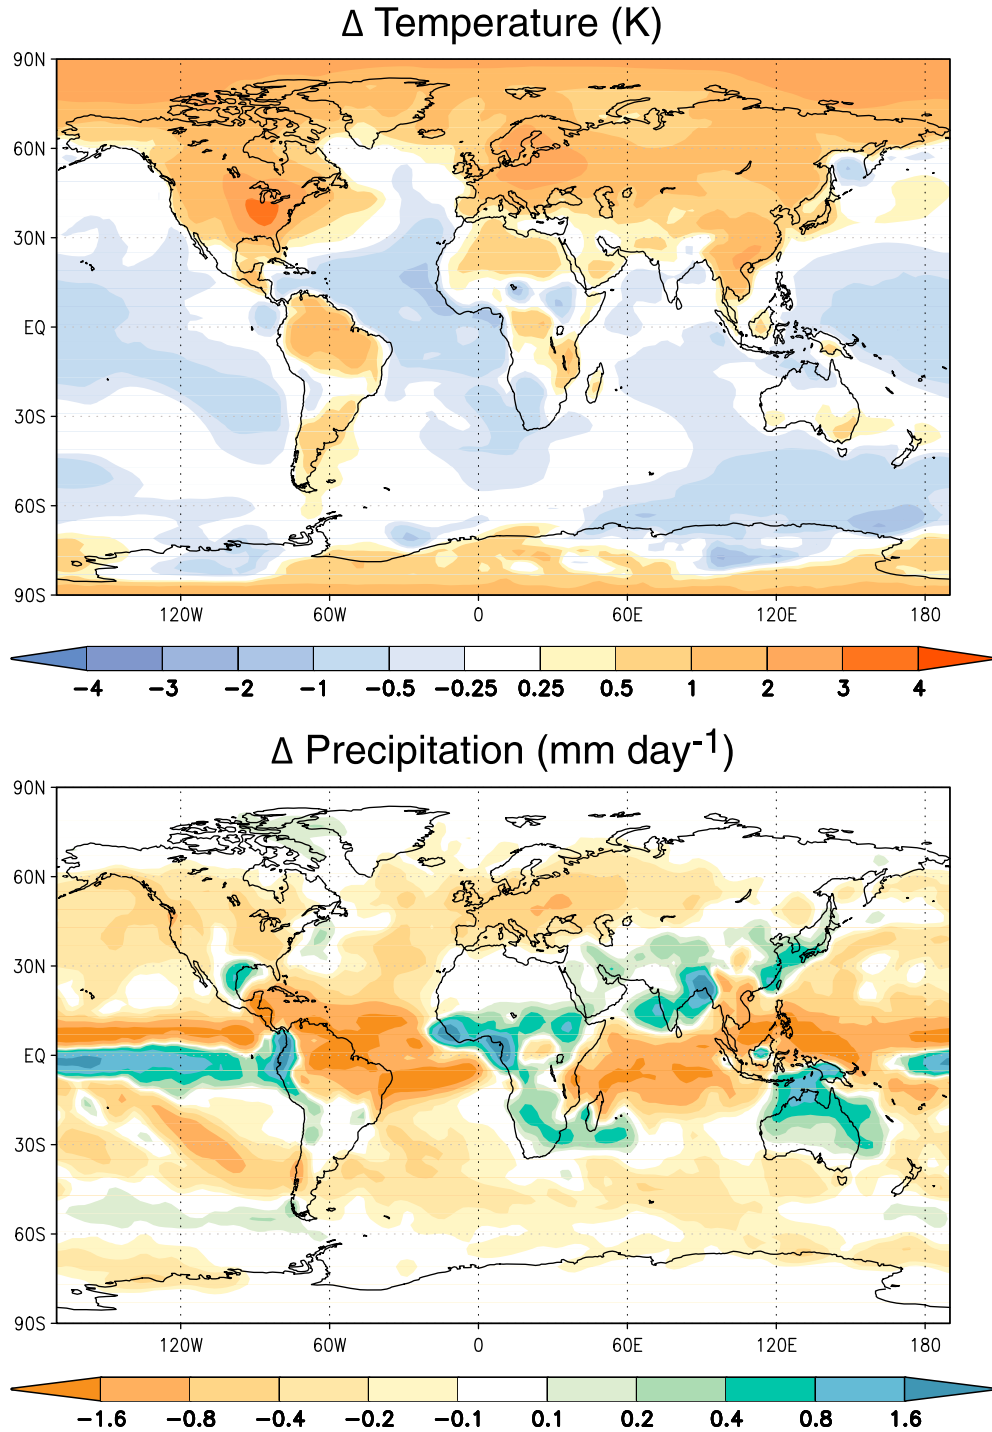 Δ Temperature (K)
90N
60N
30N
EQ
30S
60S
90S
120W 60W 0 60E 120E 180
−4 −3 −2 −1 −0.5 −0.25 0.25 0.5 1 2 3 4
Δ Precipitation (mm day-1)
90N
60N
30N
EQ
30S
60S
90S
120W 60W 0 60E 120E 180
−1.6 −0.8 −0.4 −0.2 −0.1 0.1 0.2 0.4 0.8 1.6